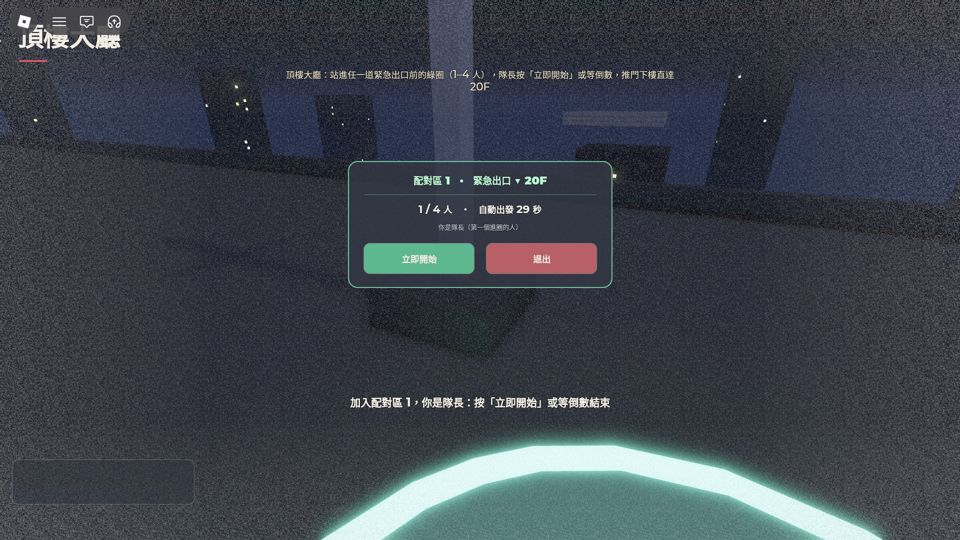 頂樓大廳
頂樓大廳：站進任一道緊急出口前的綠圈（1–4 人），隊長按「立即開始」或等倒數，推門下樓直達
20F
配對區 1 • 緊急出口 ▼ 20F
1 / 4 人 • 自動出發 29 秒
你是隊長（第一個進圈的人）
立即開始
退出
加入配對區 1，你是隊長：按「立即開始」或等倒數結束